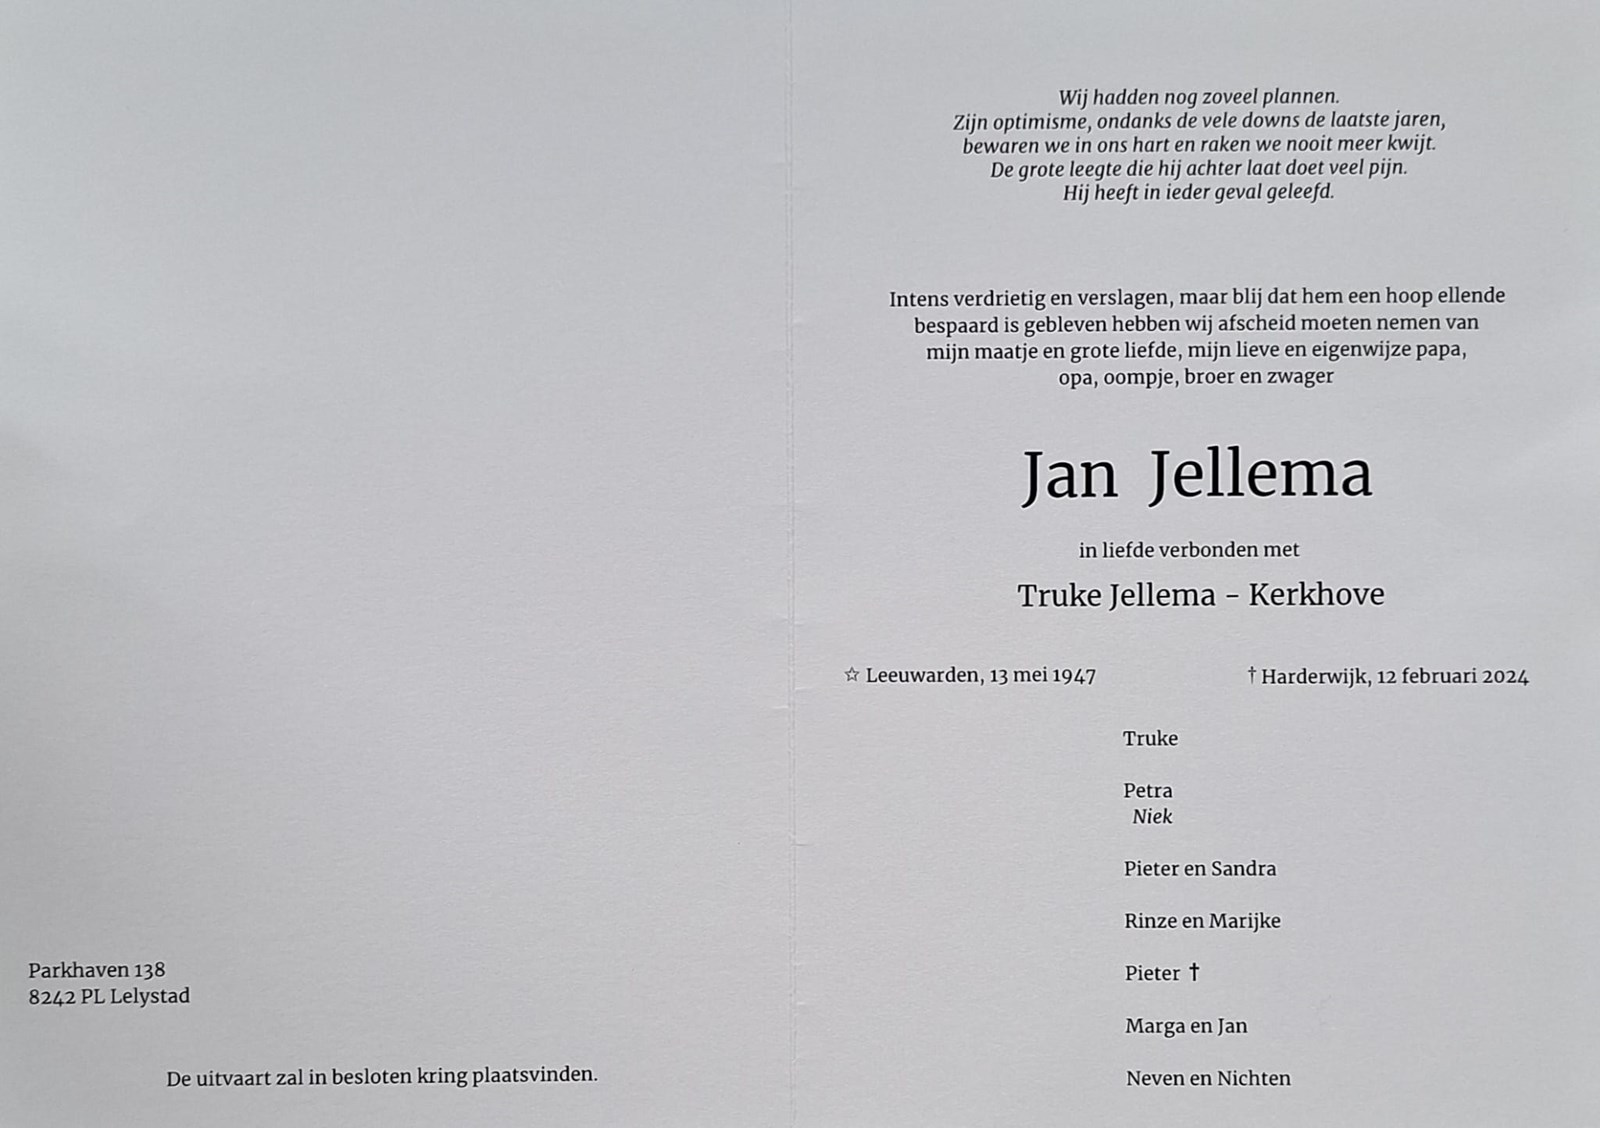 Wij hadden nog zoveel plannen.
Zijn optimisme, ondanks de vele downs de laatste jaren,
bewaren we in ons hart en raken we nooit meer kwijt.
De grote leegte die hij achter laat doet veel pijn.
Hij heeft in ieder geval geleefd.
Intens verdrietig en verslagen, maar blij dat hem een hoop ellende
bespaard is gebleven hebben wij afscheid moeten nemen van
mijn maatje en grote liefde, mijn lieve en eigenwijze papa,
opa, oompje, broer en zwager
Jan Jellema
in liefde verbonden met
Truke Jellema - Kerkhove
☆ Leeuwarden, 13 mei 1947
† Harderwijk, 12 februari 2024
Truke
Petra
Niek
Pieter en Sandra
Rinze en Marijke
Pieter †
Marga en Jan
Neven en Nichten
Parkhaven 138
8242 PL Lelystad
De uitvaart zal in besloten kring plaatsvinden.